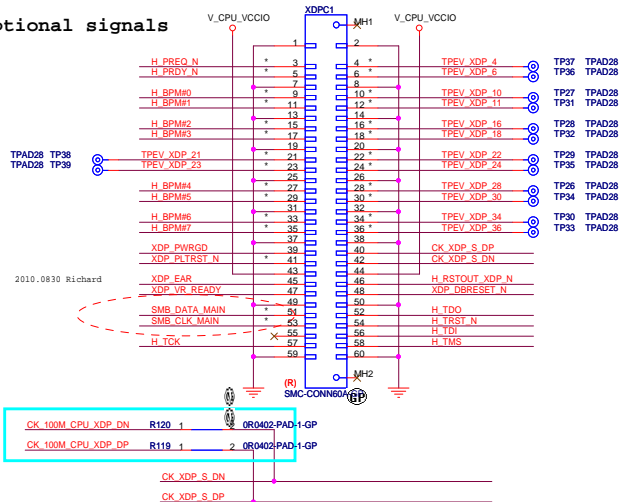 otional signals
XDPC1
V_CPU_VCCIO
MH1
V_CPU_VCCIO
1 2
H_PREQ_N * 3 4 * TPEV_XDP_4 TP37 TPAD28
H_PRDY_N * 5 6 * TPEV_XDP_6 TP36 TPAD28
7 8
H_BPM#0 * 9 10 * TPEV_XDP_10 TP27 TPAD28
H_BPM#1 * 11 12 * TPEV_XDP_11 TP31 TPAD28
13 14
H_BPM#2 * 15 16 * TPEV_XDP_16 TP28 TPAD28
H_BPM#3 * 17 18 * TPEV_XDP_18 TP32 TPAD28
19 20
TPAD28 TP38 TPEV_XDP_21 21 22 * TPEV_XDP_22 TP29 TPAD28
TPAD28 TP39 TPEV_XDP_23 23 24 * TPEV_XDP_24 TP35 TPAD28
25 26
H_BPM#4 * 27 28 * TPEV_XDP_28 TP26 TPAD28
H_BPM#5 * 29 30 * TPEV_XDP_30 TP34 TPAD28
31 32
H_BPM#6 * 33 34 * TPEV_XDP_34 TP30 TPAD28
H_BPM#7 * 35 36 * TPEV_XDP_36 TP33 TPAD28
37 38
XDP_PWRGD 39 40 CK_XDP_S_DP
XDP_PLTRST_N * 41 42 CK_XDP_S_DN
43 44
2010.0830 Richard
XDP_EAR 45 46 H_RSTOUT_XDP_N
XDP_VR_READY 47 48 XDP_DBRESET_N
49 50
SMB_DATA_MAIN * 51 52 H_TDO
SMB_CLK_MAIN * 53 54 H_TRST_N
55 56 H_TDI
H_TCK 57 58 H_TMS
59 60
MH2
(R)
SMC-CONN60A GP
CK_100M_CPU_XDP_DN R120 1 2 0R0402-PAD-1-GP
CK_100M_CPU_XDP_DP R119 1 2 0R0402-PAD-1-GP
CK_XDP_S_DN
CK_XDP_S_DP